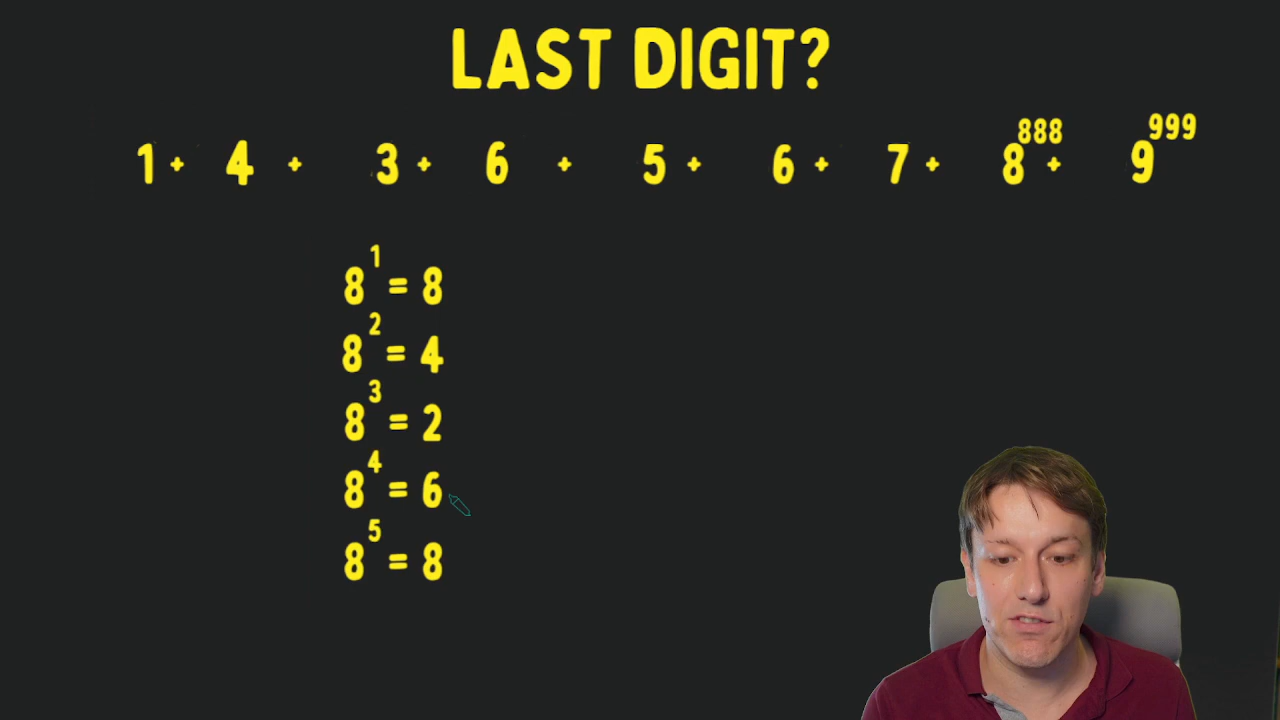 LAST DIGIT?
1 + 4 + 3 + 6 + 5 + 6 + 7 + 8^888 + 9^999
8^1 = 8
8^2 = 4
8^3 = 2
8^4 = 6
8^5 = 8